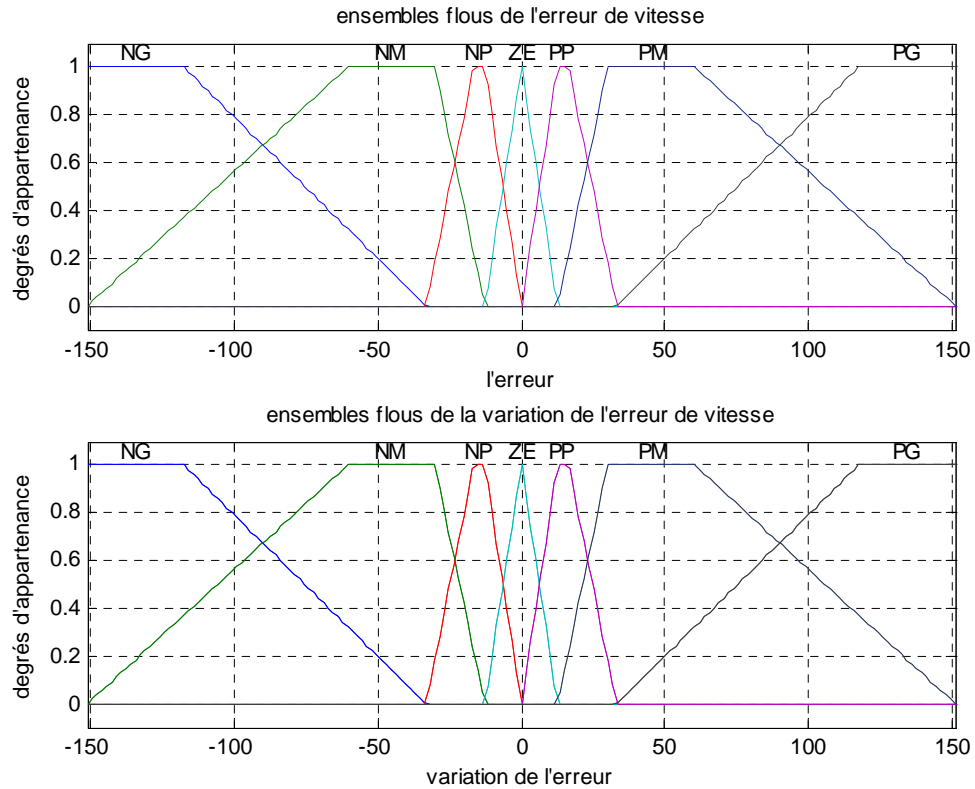 ensembles flous de l'erreur de vitesse
NG NM NP ZE PP PM PG
1
0.8
0.6
0.4
0.2
0
degrés d'appartenance
-150 -100 -50 0 50 100 150
l'erreur
ensembles flous de la variation de l'erreur de vitesse
NG NM NP ZE PP PM PG
1
0.8
0.6
0.4
0.2
0
degrés d'appartenance
-150 -100 -50 0 50 100 150
variation de l'erreur